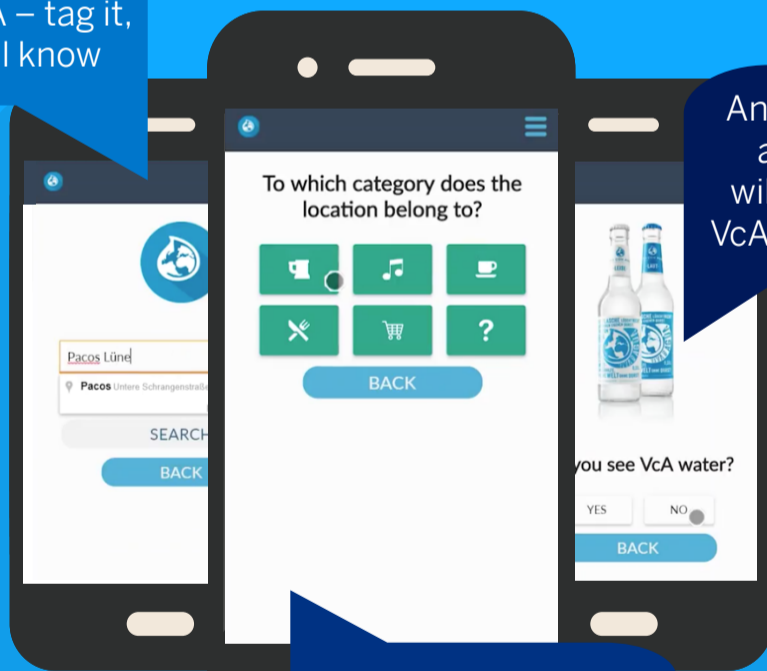 A – tag it,
l know
An
a
wil
VcA
Pacos Lüne
Pacos Untere Schrangenstraße
SEARCH
BACK
To which category does the
location belong to?
?
BACK
you see VcA water?
YES
NO
BACK